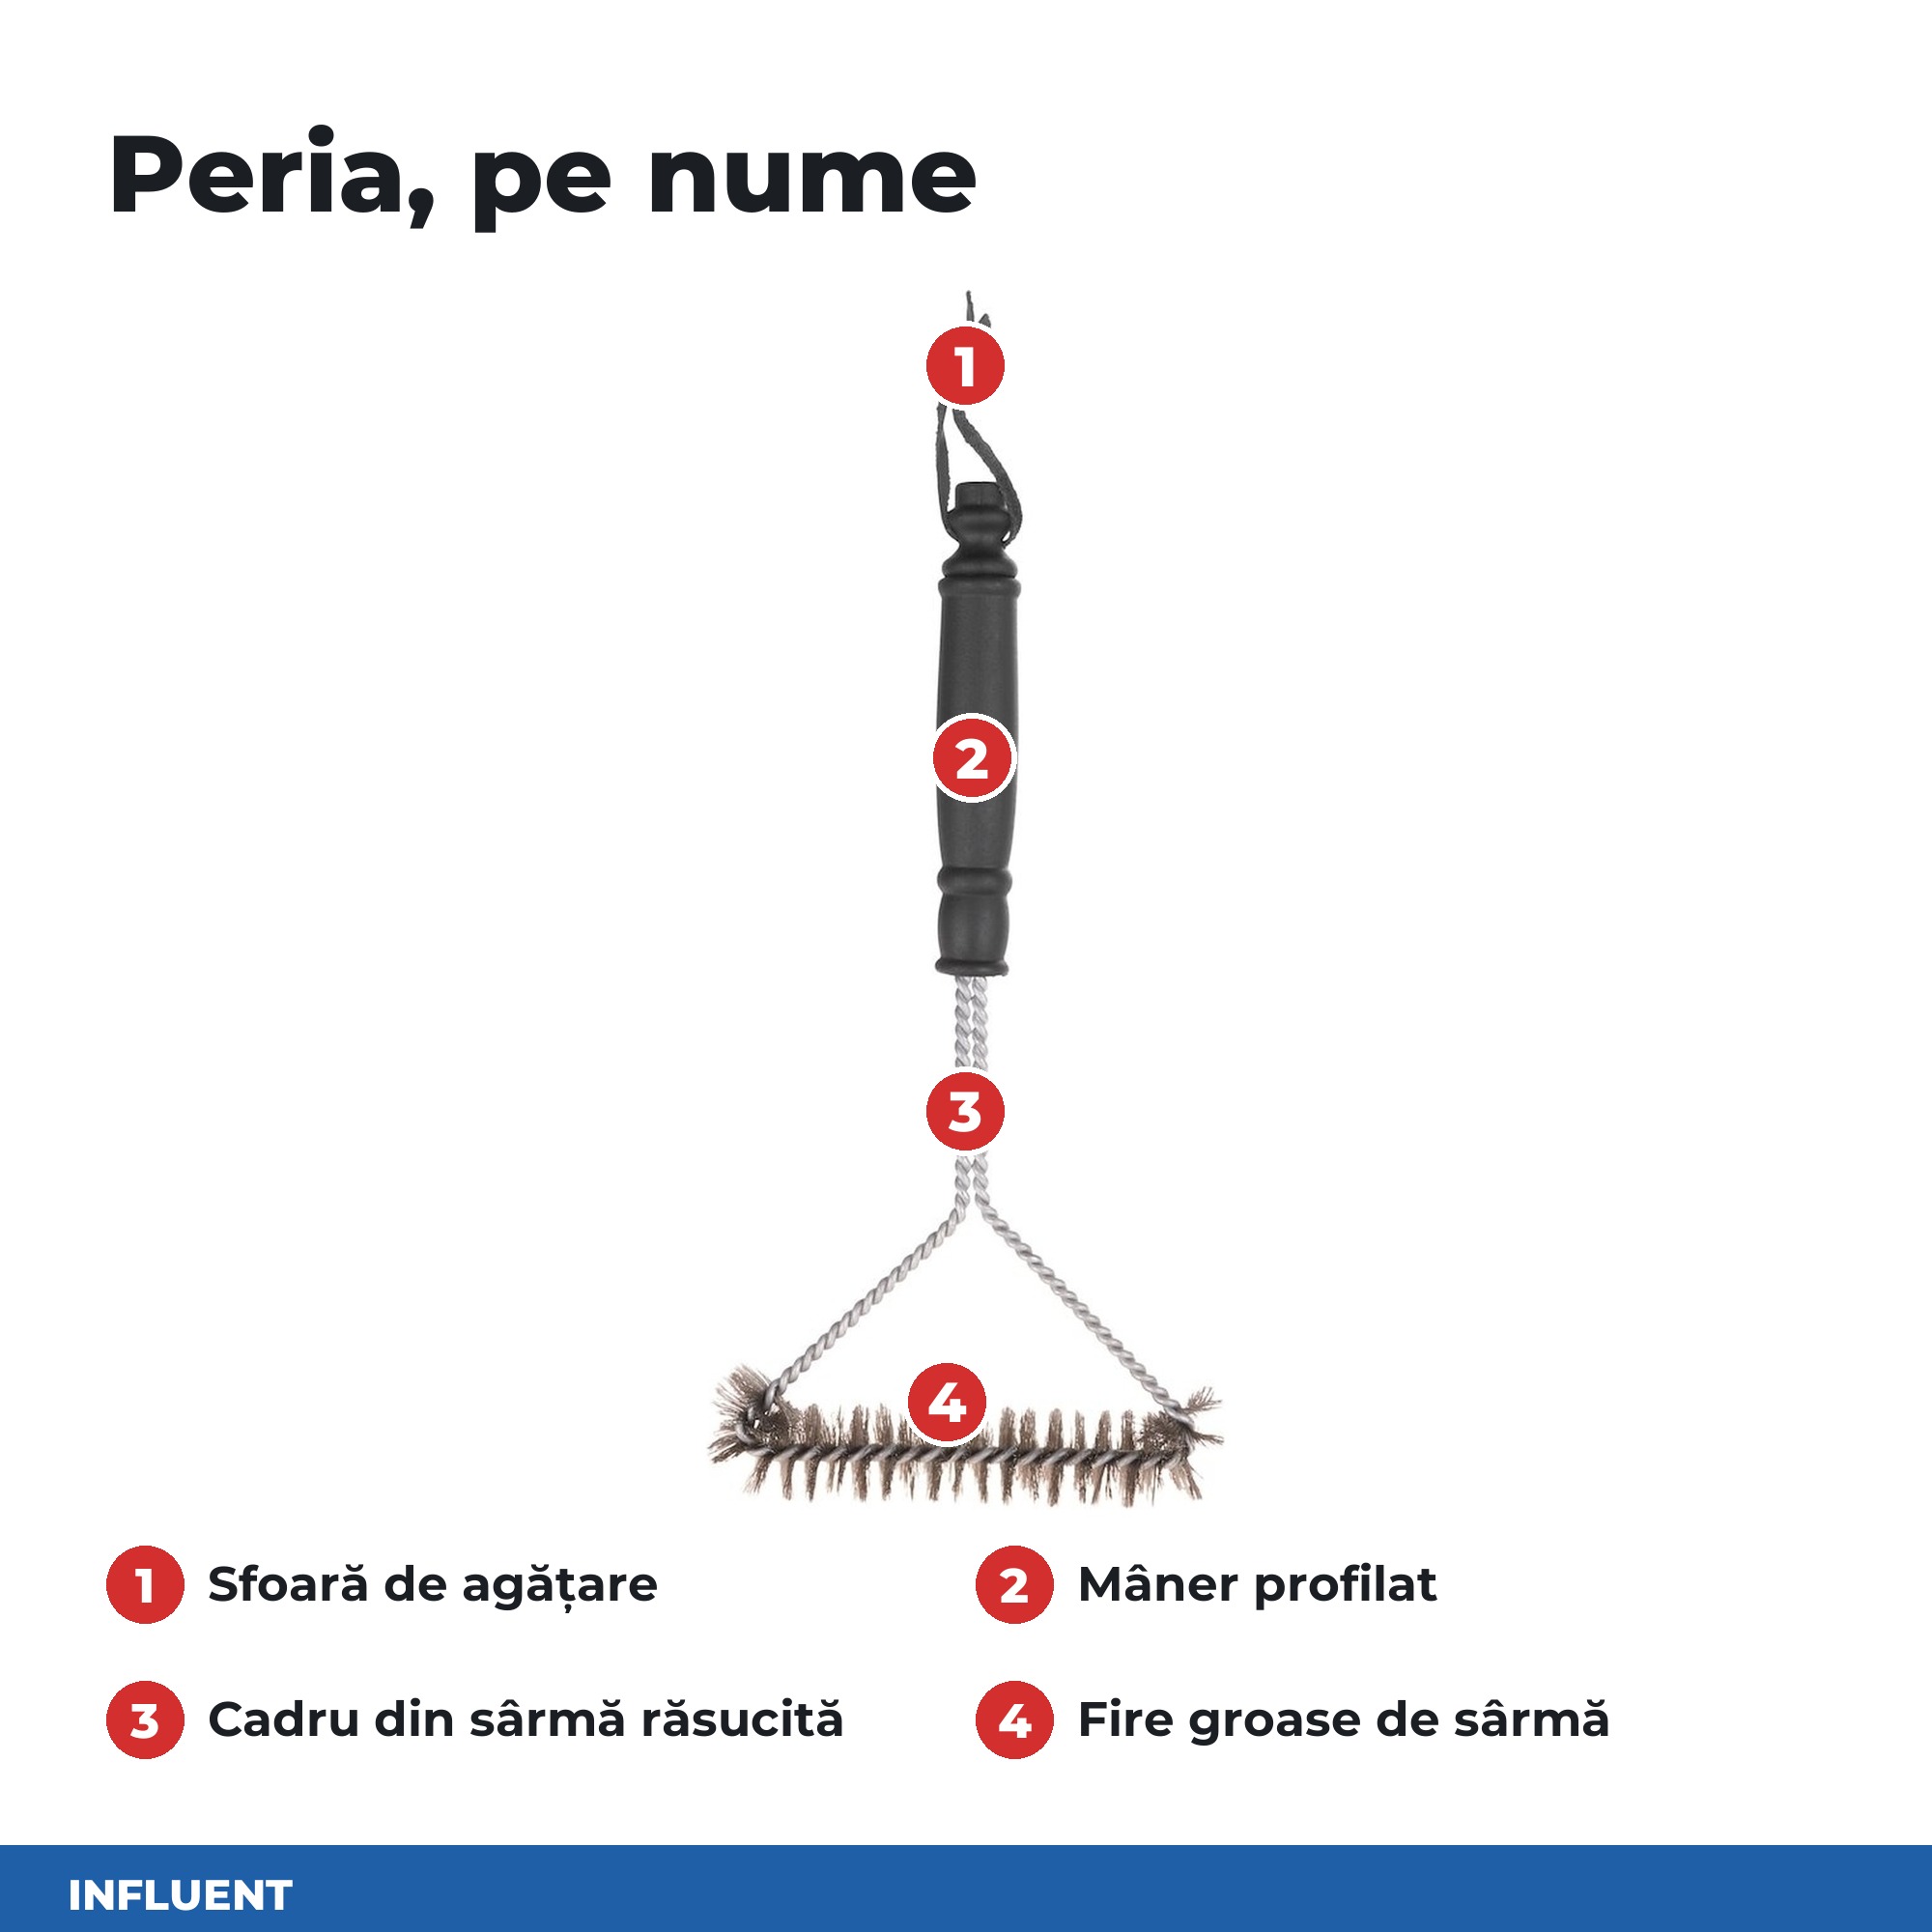 Peria, pe nume
1
2
3
4
1 Sfoară de agățare
2 Mâner profilat
3 Cadru din sârmă răsucită
4 Fire groase de sârmă
INFLUENT